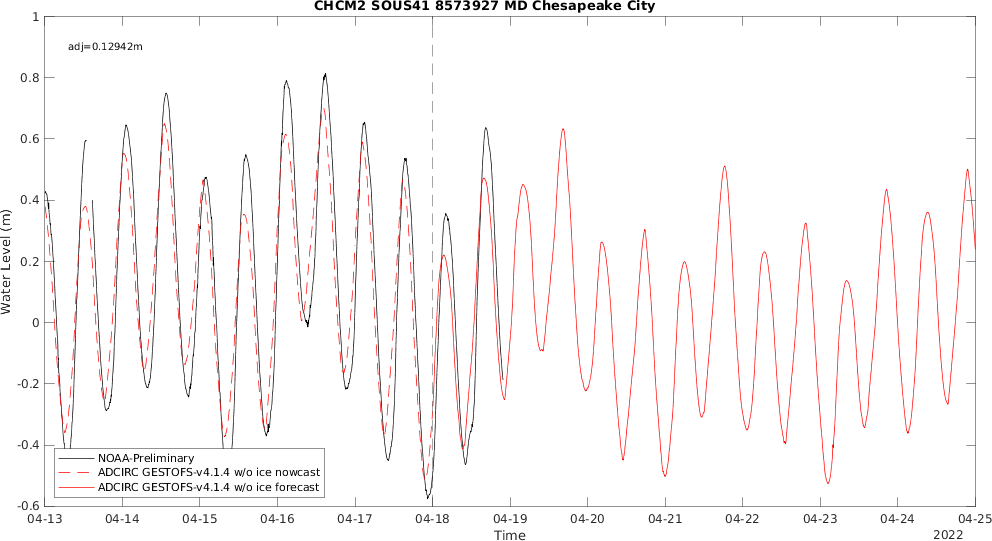 CHCM2 SOUS41 8573927 MD Chesapeake City
adj=0.12942m
Water Level (m)
1
0.8
0.6
0.4
0.2
0
-0.2
-0.4
-0.6
NOAA-Preliminary
ADCIRC GESTOFS-v4.1.4 w/o ice nowcast
ADCIRC GESTOFS-v4.1.4 w/o ice forecast
04-13 04-14 04-15 04-16 04-17 04-18 04-19 04-20 04-21 04-22 04-23 04-24 04-25
Time
2022